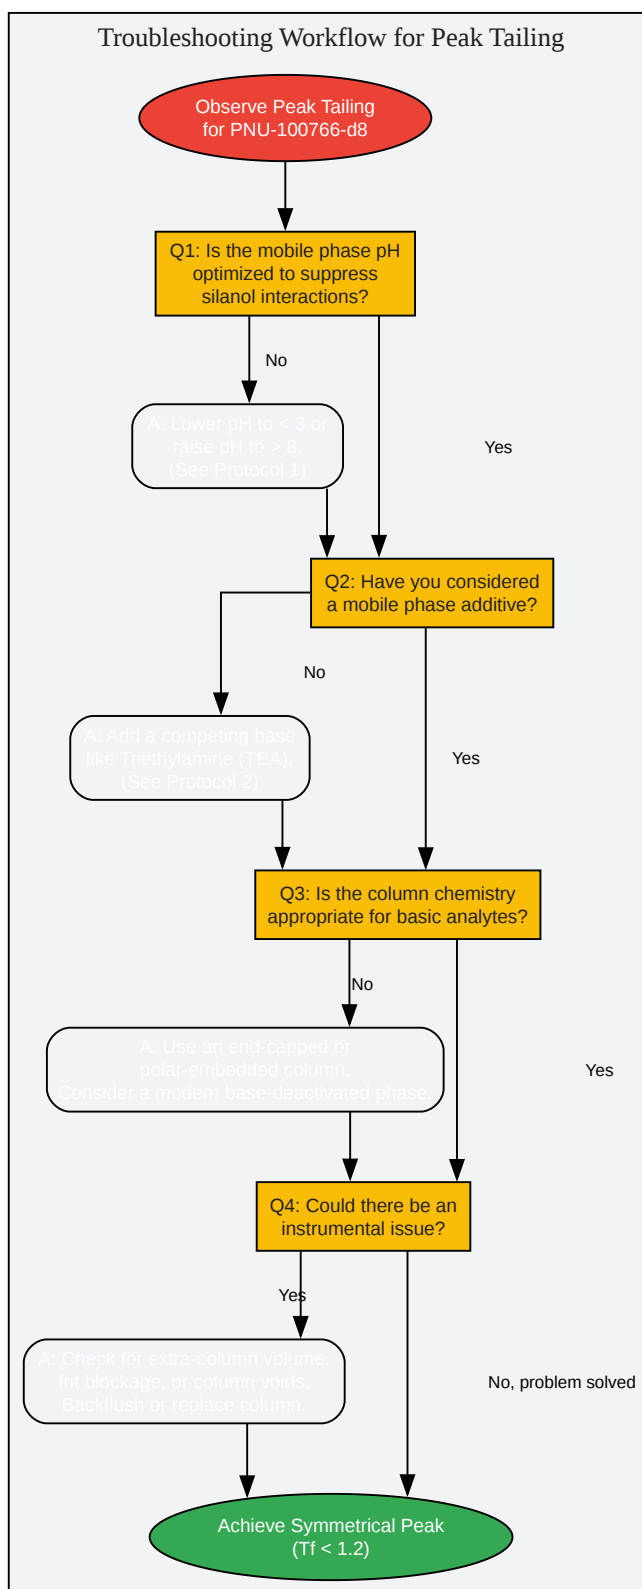 Troubleshooting Workflow for Peak Tailing
Observe Peak Tailing
for PNU-100766-d8
Q1: Is the mobile phase pH
optimized to suppress
silanol interactions?
No
A: Lower pH to < 3 or
raise pH to > 8.
(See Protocol 1)
Yes
Q2: Have you considered
a mobile phase additive?
No
A: Add a competing base
like Triethylamine (TEA).
(See Protocol 2)
Yes
Q3: Is the column chemistry
appropriate for basic analytes?
No
A: Use an end-capped or
polar-embedded column.
Consider a modern base-deactivated phase.
Yes
Q4: Could there be an
instrumental issue?
Yes
A: Check for extra-column volume,
frit blockage, or column voids.
Backflush or replace column.
No, problem solved
Achieve Symmetrical Peak
(Tf < 1.2)